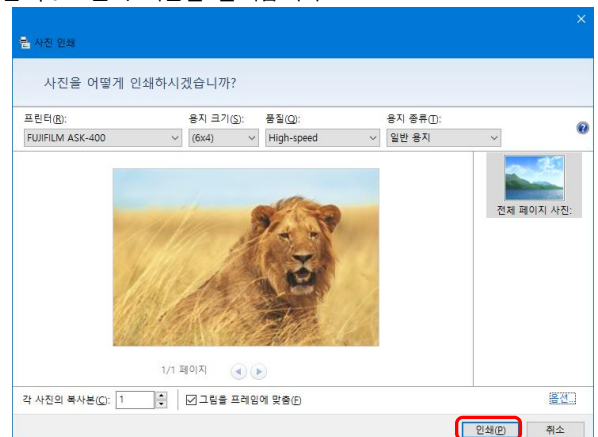 사진 인쇄
사진을 어떻게 인쇄하시겠습니까?
프린터(R): 용지 크기(S): 품질(Q): 용지 종류(T):
FUJIFILM ASK-400 (6x4) High-speed 일반 용지
전체 페이지 사진:
1/1 페이지
각 사진의 복사본(C): 1 그림을 프레임에 맞춤(F) 옵션...
인쇄(P) 취소